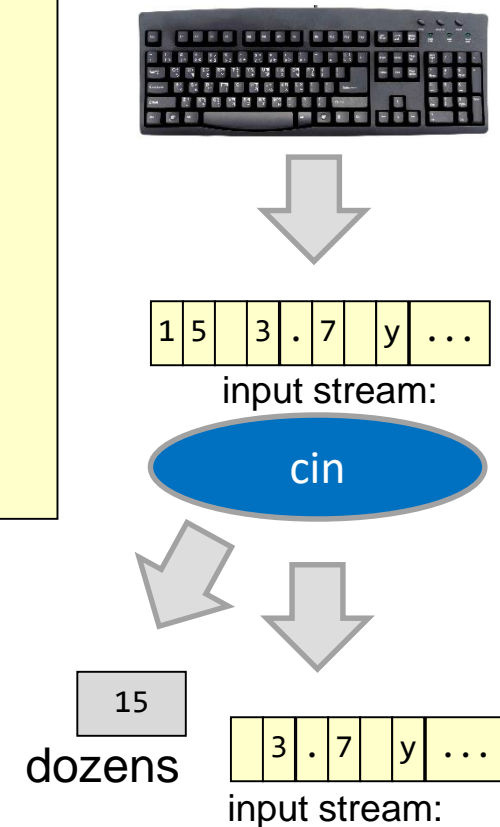 1 5 3 . 7 y ...
input stream:
cin
15
dozens
3 . 7 y ...
input stream: